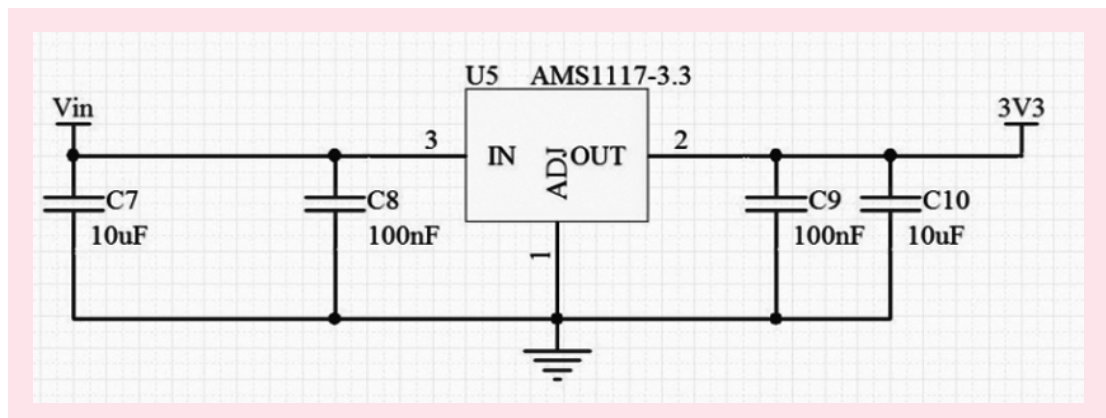 U5 AMS1117-3.3
Vin
3V3
3
IN
ADJ
OUT
2
C7
10uF
C8
100nF
C9
100nF
C10
10uF
1